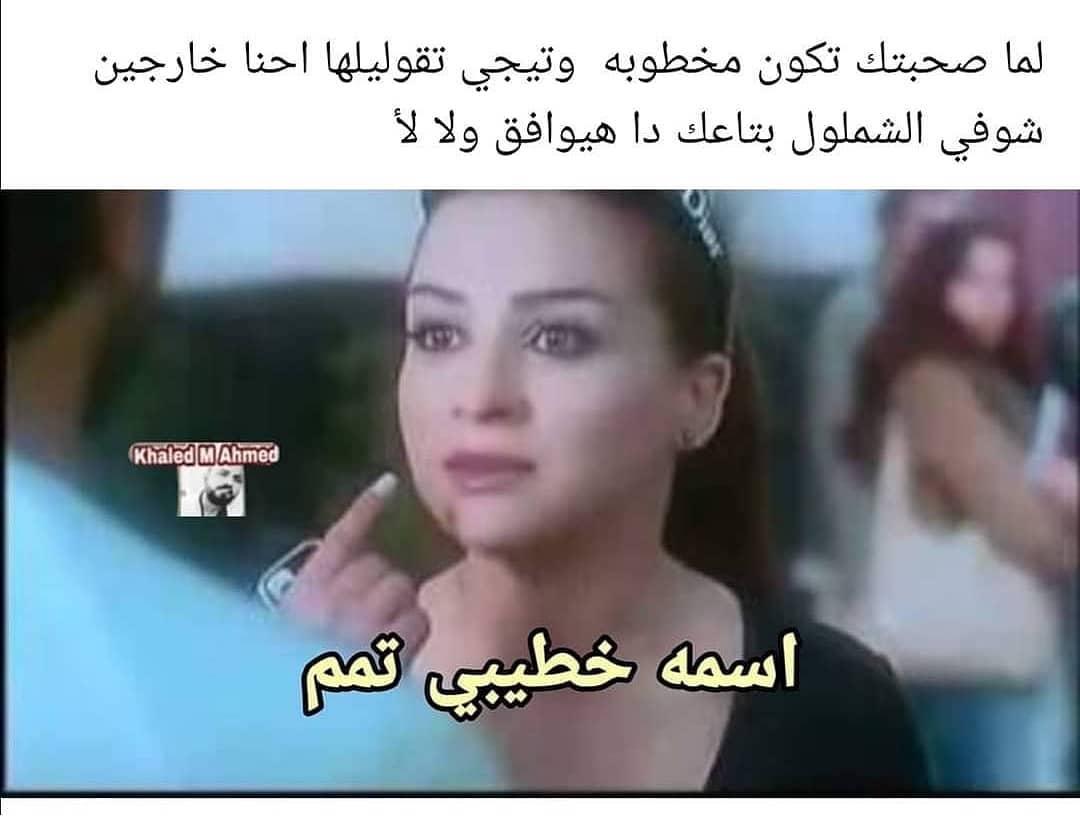 لما صحبتك تكون مخطوبه وتيجي تقوليلها احنا خارجين
شوفي الشملول بتاعك دا هيوافق ولا لأ
Dior
Khaled M Ahmed
اسمه خطيبي تمم